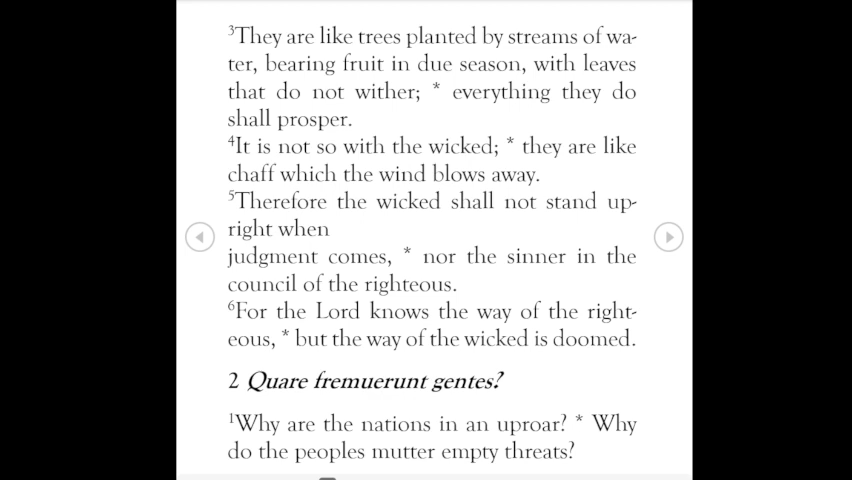 ³They are like trees planted by streams of wa-
ter, bearing fruit in due season, with leaves
that do not wither; * everything they do
shall prosper.
⁴It is not so with the wicked; * they are like
chaff which the wind blows away.
⁵Therefore the wicked shall not stand up-
right when
judgment comes, * nor the sinner in the
council of the righteous.
⁶For the Lord knows the way of the right-
eous, * but the way of the wicked is doomed.
2 Quare fremuerunt gentes?
¹Why are the nations in an uproar? * Why
do the peoples mutter empty threats?